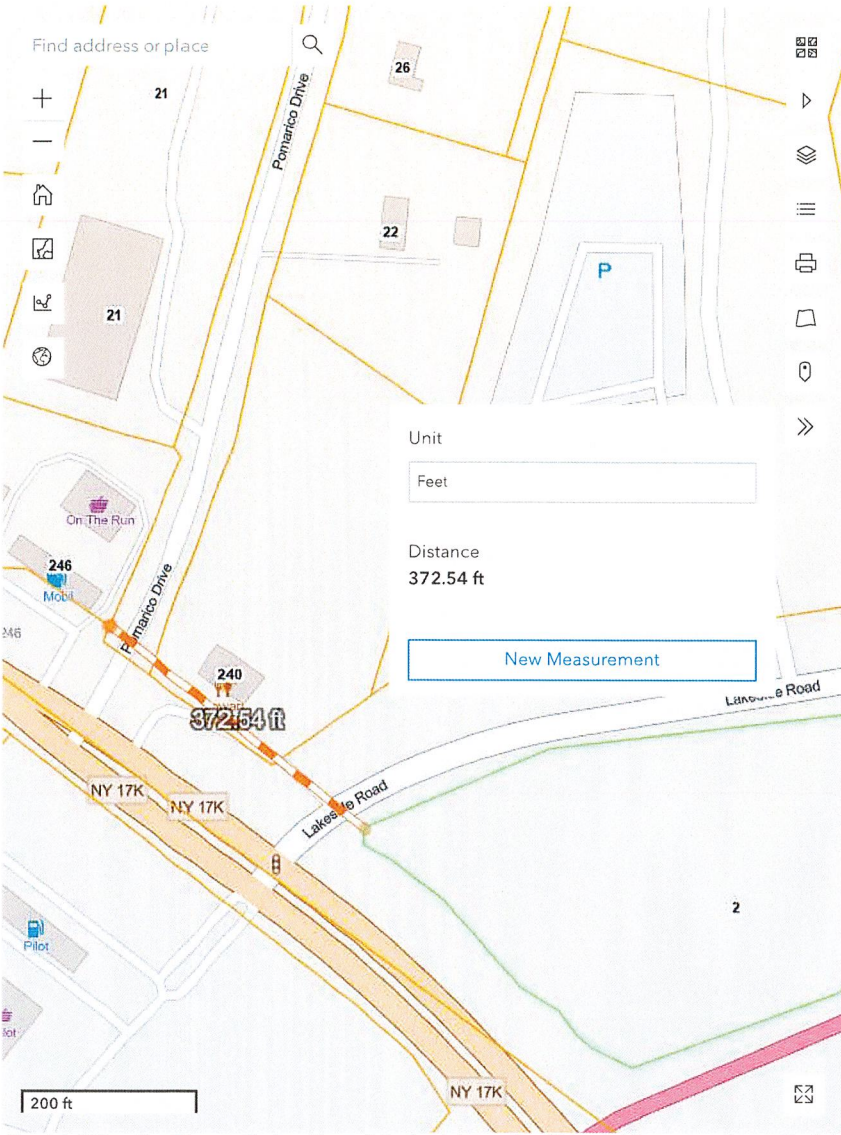 Find address or place
26
21
Pomarico Drive
22
P
21
Unit
Feet
On The Run
Distance
372.54 ft
246
Mobil
Pomarico Drive
246
New Measurement
240
Lakeside Road
372.54 ft
NY 17K
NY 17K
Lakeside Road
2
Pilot
NY 17K
200 ft